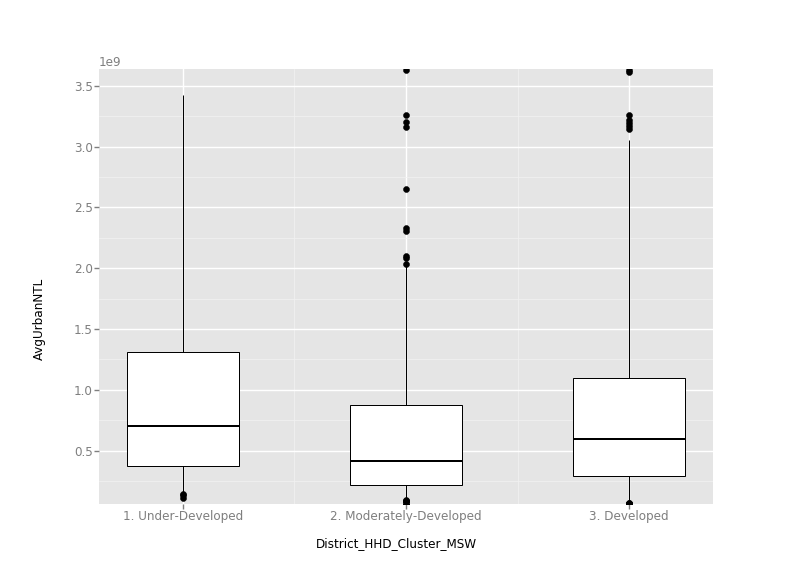 1e9
3.5
3.0
2.5
2.0
1.5
1.0
0.5
AvgUrbanNTL
1. Under-Developed
2. Moderately-Developed
3. Developed
District_HHD_Cluster_MSW